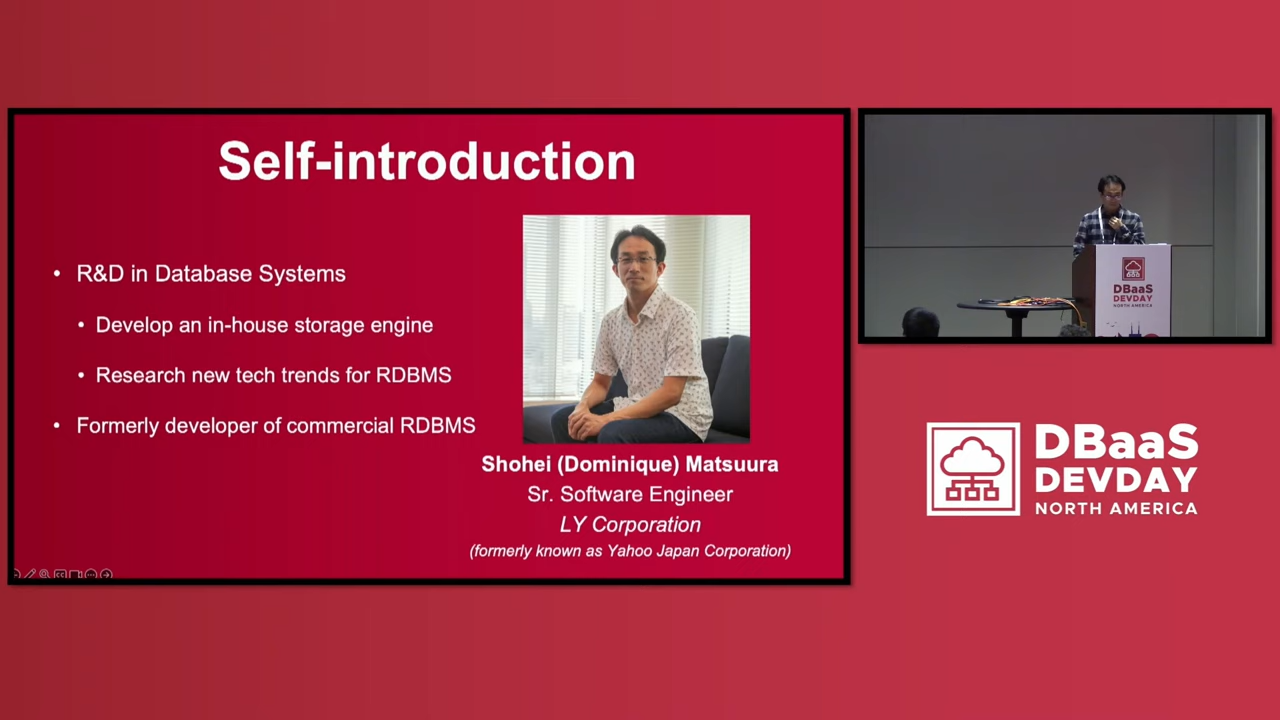 Self-introduction
• R&D in Database Systems
• Develop an in-house storage engine
• Research new tech trends for RDBMS
• Formerly developer of commercial RDBMS
Shohei (Dominique) Matsuura
Sr. Software Engineer
LY Corporation
(formerly known as Yahoo Japan Corporation)
DBaaS
DEVDAY
NORTH AMERICA
DBaaS
DEVDAY
NORTH AMERICA